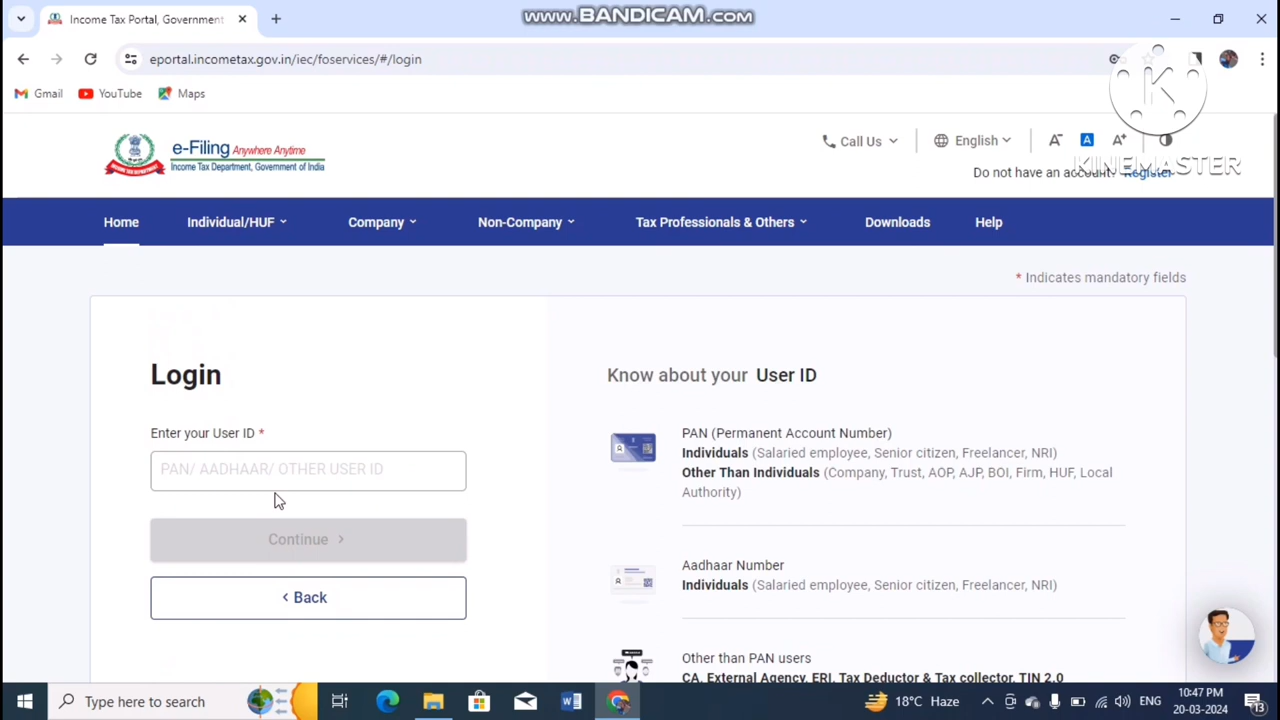 www.BANDICAM.com
Income Tax Portal, Government
eportal.incometax.gov.in/iec/foservices/#/login
Gmail YouTube Maps
e-Filing Anywhere Anytime
Income Tax Department, Government of India
Call Us English A- A A+
KINEMASTER
Do not have an account? Register
Home Individual/HUF Company Non-Company Tax Professionals & Others Downloads Help
* Indicates mandatory fields
Login
Enter your User ID *
PAN/ AADHAAR/ OTHER USER ID
Continue
Back
Know about your User ID
PAN (Permanent Account Number)
Individuals (Salaried employee, Senior citizen, Freelancer, NRI)
Other Than Individuals (Company, Trust, AOP, AJP, BOI, Firm, HUF, Local
Authority)
Aadhaar Number
Individuals (Salaried employee, Senior citizen, Freelancer, NRI)
Other than PAN users
CA, External Agency, ERI, Tax Deductor & Tax collector, TIN 2.0
Type here to search
18°C Haze
ENG
10:47 PM
20-03-2024
13